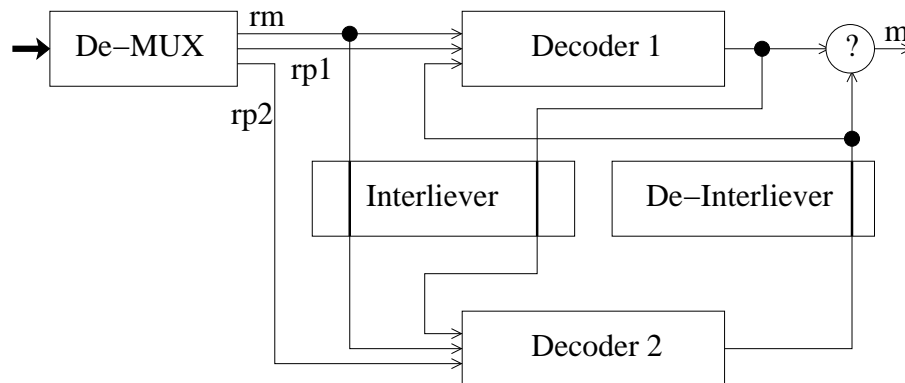 De-MUX
rm
rp1
rp2
Decoder 1
?
m
Interliever
De-Interliever
Decoder 2